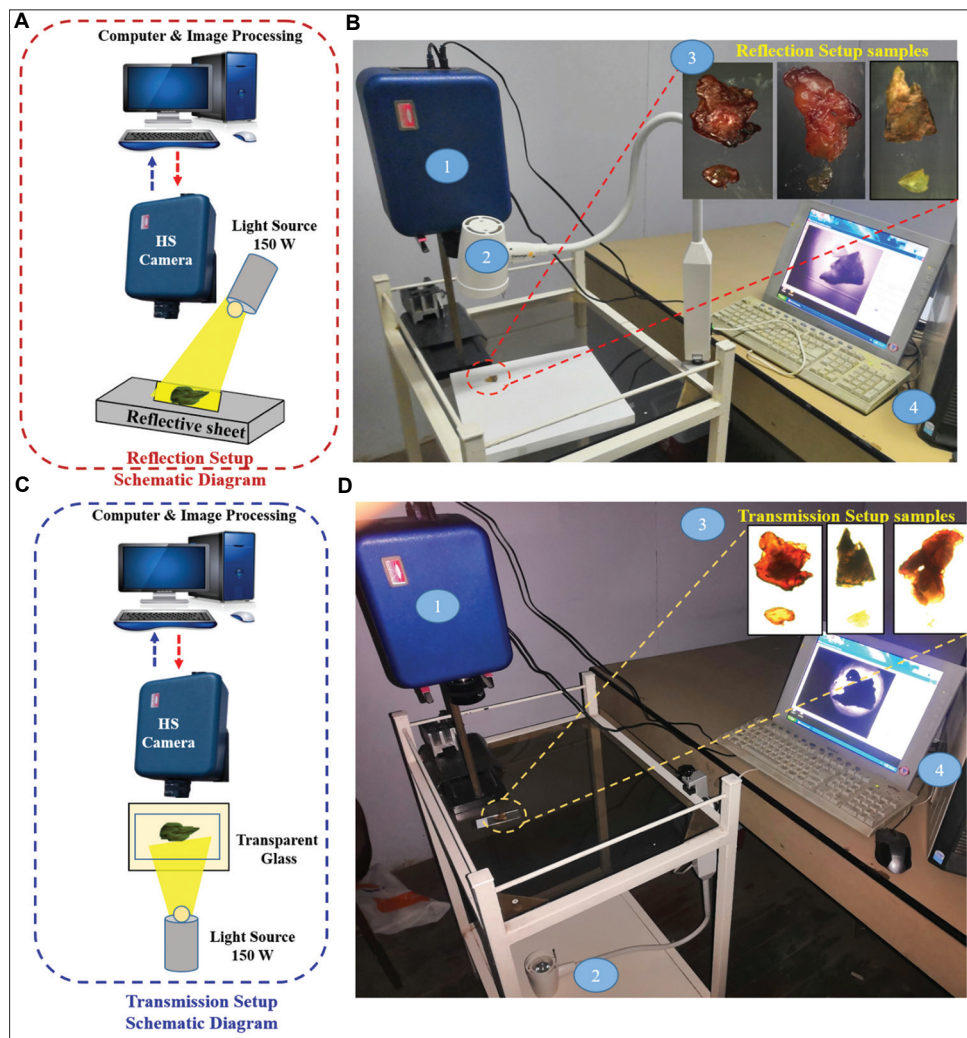 A
Computer & Image Processing
HS
Camera
Light Source
150 W
Reflective sheet
Reflection Setup
Schematic Diagram
B
Reflection Setup samples
3
1
2
4
C
Computer & Image Processing
HS
Camera
Transparent
Glass
Light Source
150 W
Transmission Setup
Schematic Diagram
D
Transmission Setup samples
3
1
4
2